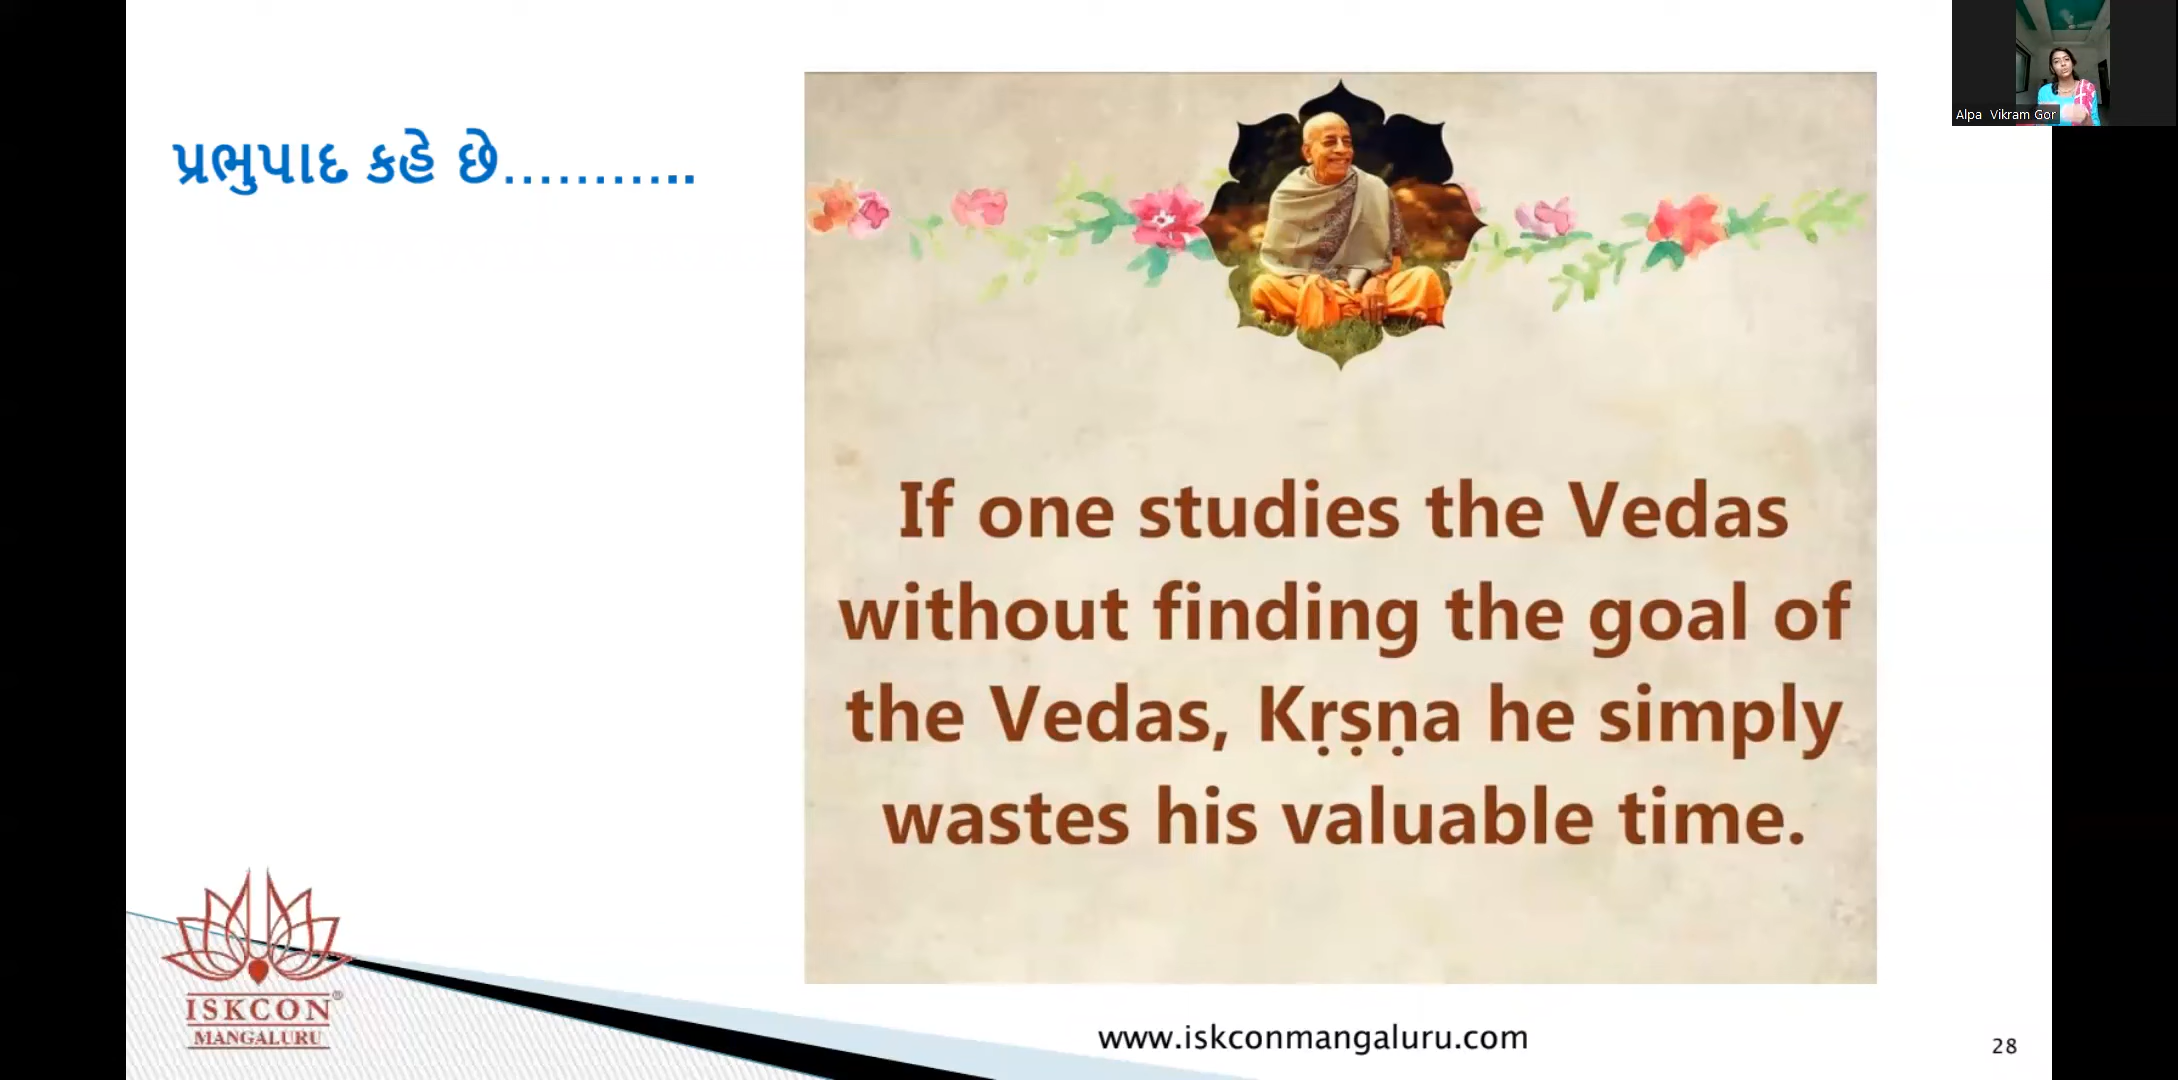 Alpa Vikram Gor
પ્રભુપાદ કહે છે...........
If one studies the Vedas
without finding the goal of
the Vedas, Kṛṣṇa he simply
wastes his valuable time.
ISKCON®
MANGALURU
www.iskconmangaluru.com
28